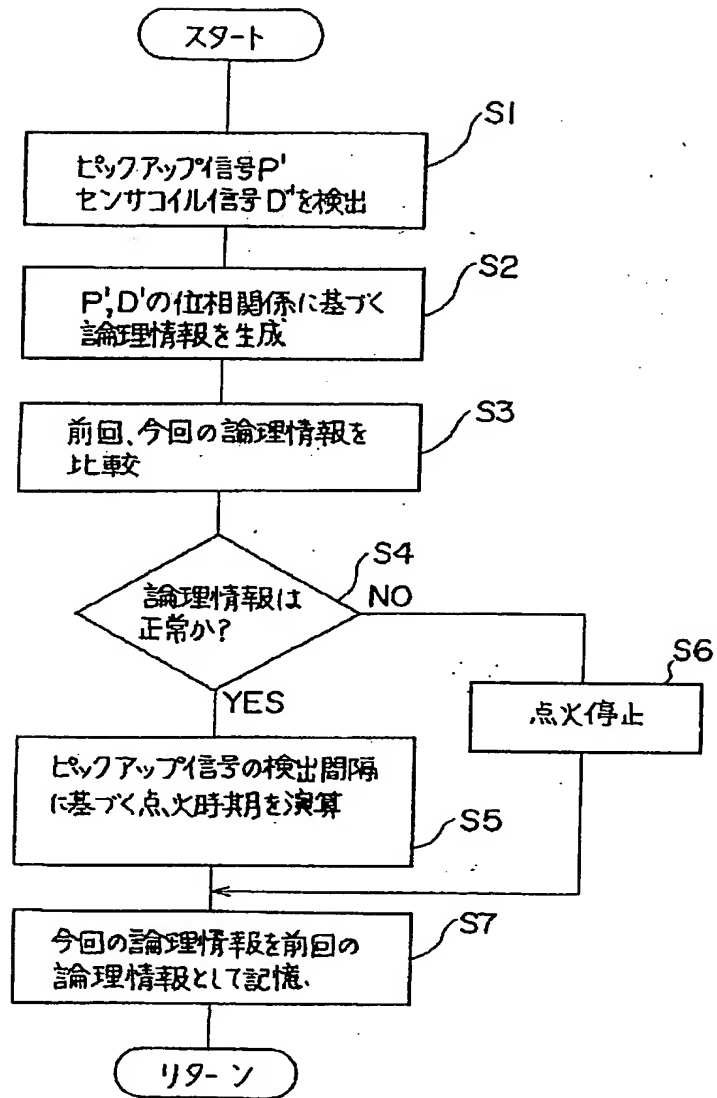 スタート
S1
ピックアップ信号P'
センサコイル信号D'を検出
S2
P',D'の位相関係に基づく
論理情報を生成
S3
前回、今回の論理情報を
比較
S4
論理情報は
正常か?
NO
YES
S6
点火停止
ピックアップ信号の検出間隔
に基づく点火時期を演算
S5
S7
今回の論理情報を前回の
論理情報として記憶.
リターン